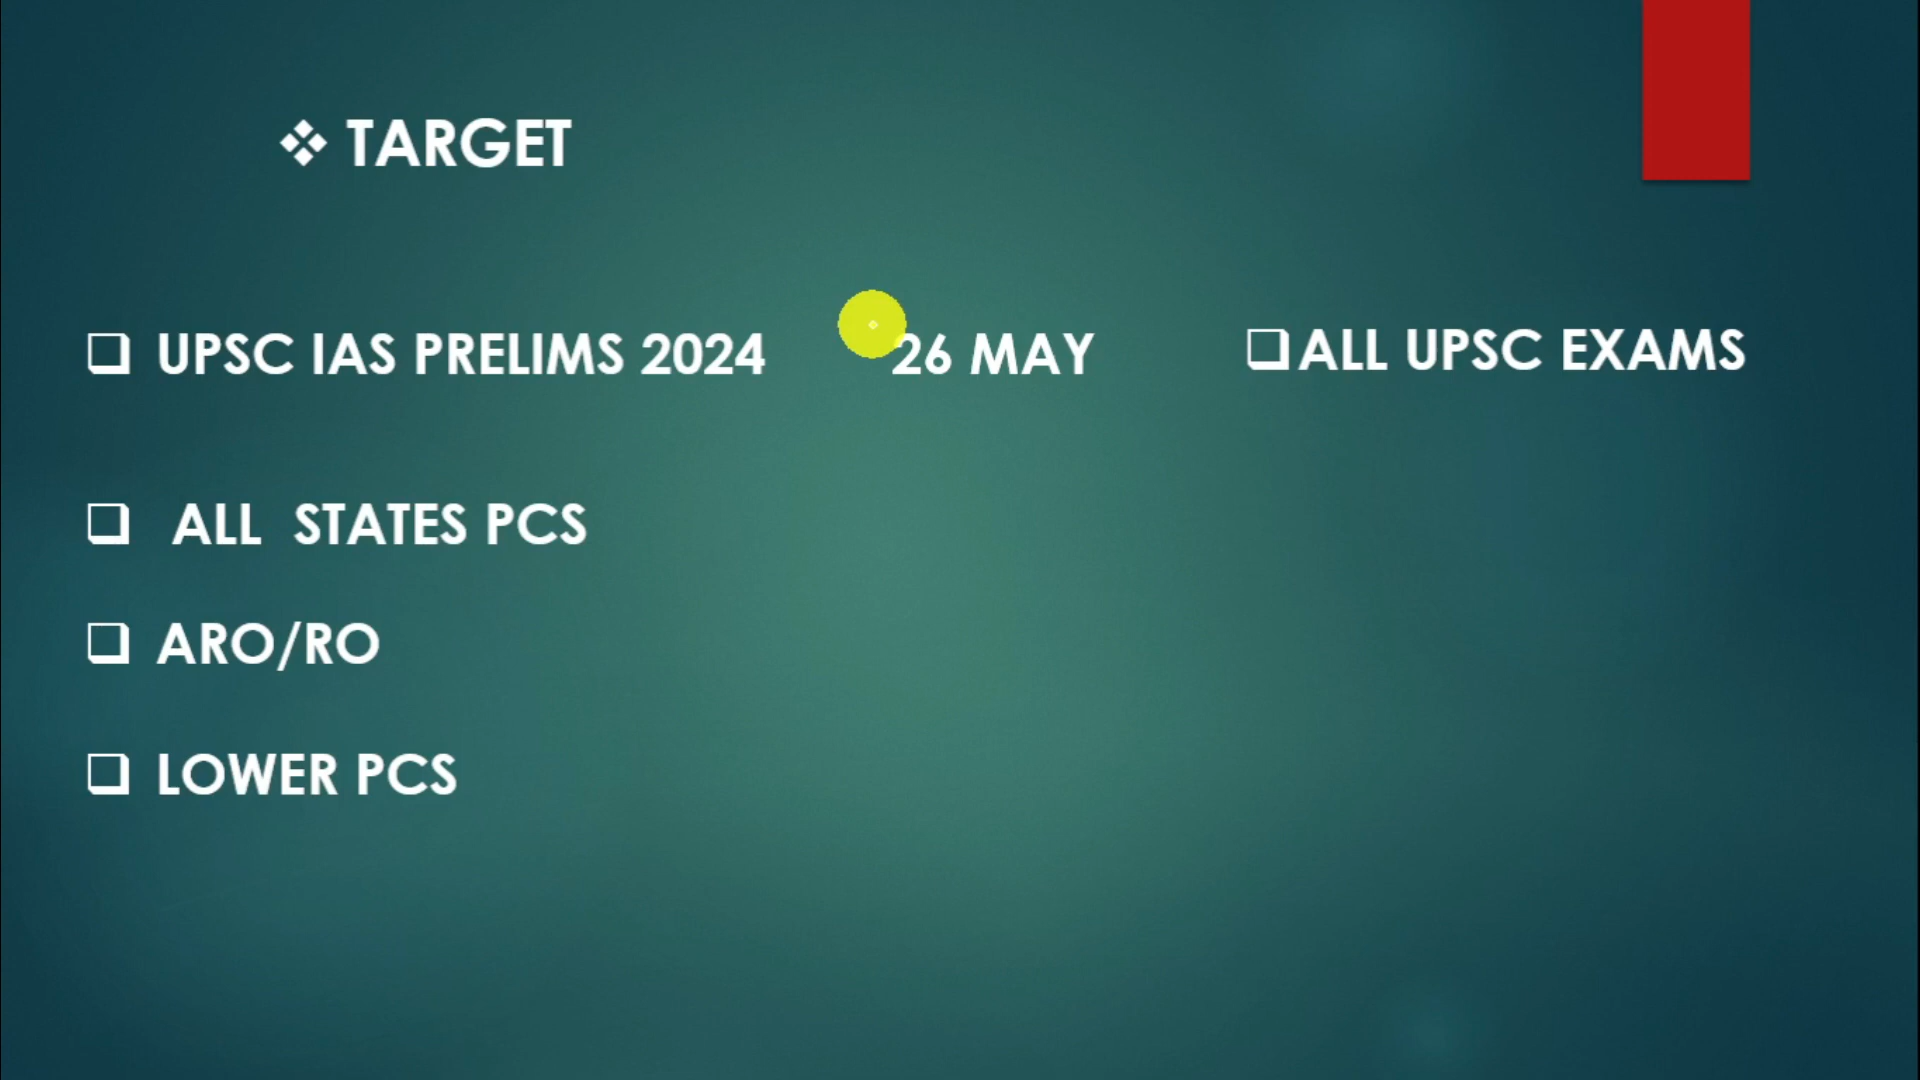 TARGET
UPSC IAS PRELIMS 2024 26 MAY ALL UPSC EXAMS
ALL STATES PCS
ARO/RO
LOWER PCS